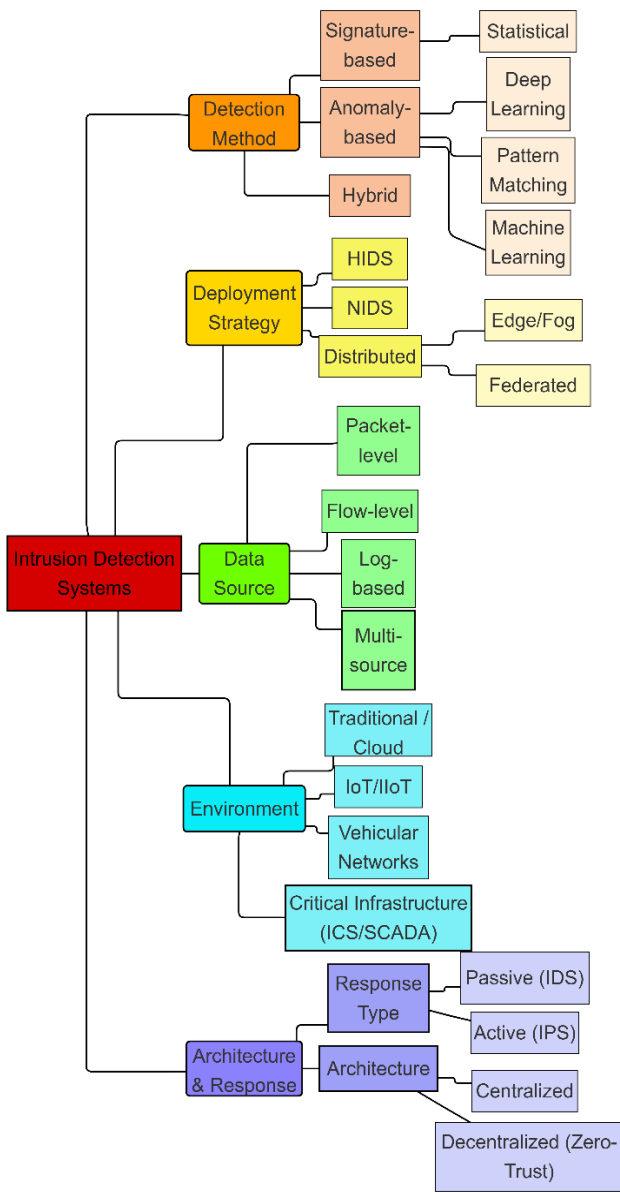 Signature-
based
Statistical
Detection
Method
Anomaly-
based
Deep
Learning
Pattern
Matching
Hybrid
Machine
Learning
HIDS
Deployment
Strategy
NIDS
Distributed
Edge/Fog
Federated
Packet-
level
Flow-level
Intrusion Detection
Systems
Data
Source
Log-
based
Multi-
source
Traditional /
Cloud
Environment
IoT/IIoT
Vehicular
Networks
Critical Infrastructure
(ICS/SCADA)
Response
Type
Passive (IDS)
Active (IPS)
Architecture
& Response
Architecture
Centralized
Decentralized (Zero-
Trust)